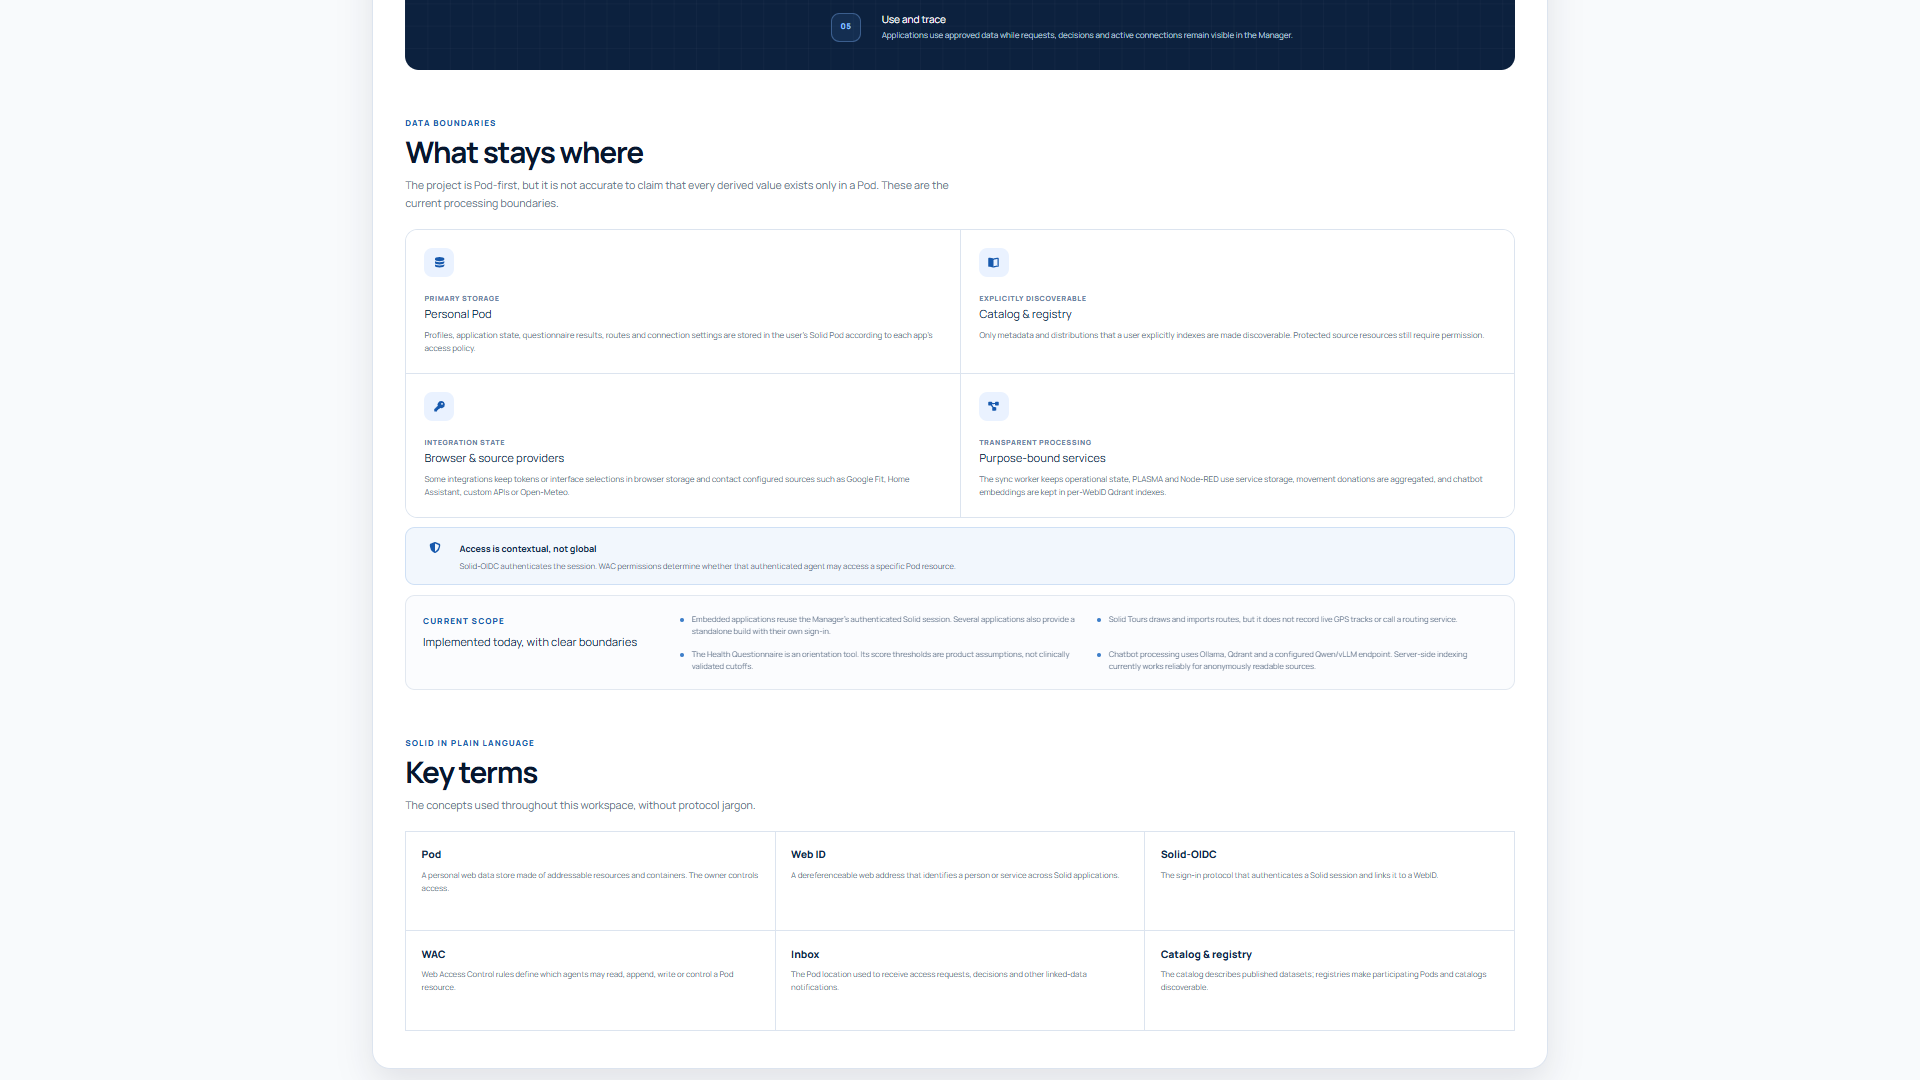 05
Use and trace
Applications use approved data while requests, decisions and active connections remain visible in the Manager.
DATA BOUNDARIES
What stays where
The project is Pod-first, but it is not accurate to claim that every derived value exists only in a Pod. These are the
current processing boundaries.
PRIMARY STORAGE
Personal Pod
Profiles, application state, questionnaire results, routes and connection settings are stored in the user's Solid Pod according to each app's
access policy.
EXPLICITLY DISCOVERABLE
Catalog & registry
Only metadata and distributions that a user explicitly indexes are made discoverable. Protected source resources still require permission.
INTEGRATION STATE
Browser & source providers
Some integrations keep tokens or interface selections in browser storage and contact configured sources such as Google Fit, Home
Assistant, custom APIs or Open-Meteo.
TRANSPARENT PROCESSING
Purpose-bound services
The sync worker keeps operational state, PLASMA and Node-RED use service storage, movement donations are aggregated, and chatbot
embeddings are kept in per-WebID Qdrant indexes.
Access is contextual, not global
Solid-OIDC authenticates the session. WAC permissions determine whether that authenticated agent may access a specific Pod resource.
CURRENT SCOPE
Implemented today, with clear boundaries
Embedded applications reuse the Manager's authenticated Solid session. Several applications also provide a
standalone build with their own sign-in.
Solid Tours draws and imports routes, but it does not record live GPS tracks or call a routing service.
The Health Questionnaire is an orientation tool. Its score thresholds are product assumptions, not clinically
validated cutoffs.
Chatbot processing uses Ollama, Qdrant and a configured Qwen/vLLM endpoint. Server-side indexing
currently works reliably for anonymously readable sources.
SOLID IN PLAIN LANGUAGE
Key terms
The concepts used throughout this workspace, without protocol jargon.
Pod
A personal web data store made of addressable resources and containers. The owner controls
access.
Web ID
A dereferenceable web address that identifies a person or service across Solid applications.
Solid-OIDC
The sign-in protocol that authenticates a Solid session and links it to a WebID.
WAC
Web Access Control rules define which agents may read, append, write or control a Pod
resource.
Inbox
The Pod location used to receive access requests, decisions and other linked-data
notifications.
Catalog & registry
The catalog describes published datasets; registries make participating Pods and catalogs
discoverable.